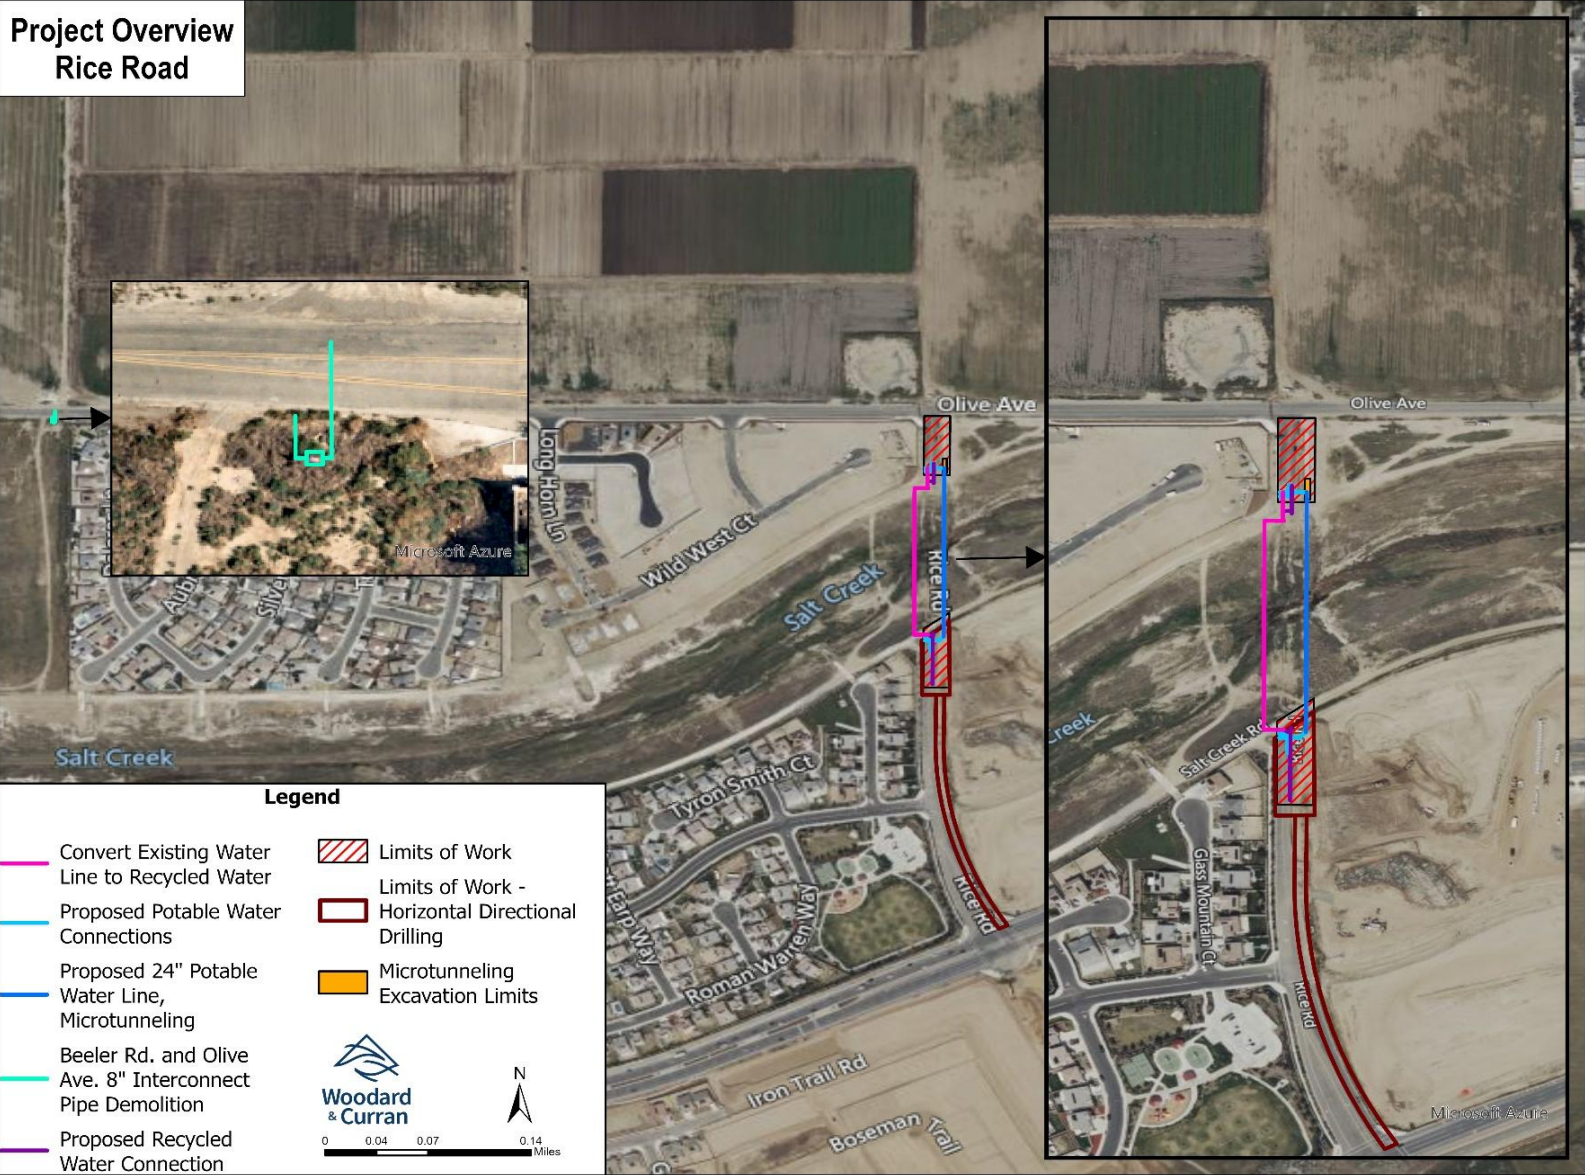 Project Overview
Rice Road
Olive Ave
Olive Ave
Long Horn Ln
Wild West Ct
Salt Creek
Rice Rd
Microsoft Azure
Salt Creek
Tyron Smith Ct
Roman Warren Way
Rice Rd
Iron Trail Rd
Boseman Trail
Creek
Salt Creek Rd
Glass Mountain Ct
Rice Rd
Microsoft Azure
Legend
Convert Existing Water
Line to Recycled Water
Proposed Potable Water
Connections
Proposed 24" Potable
Water Line,
Microtunneling
Beeler Rd. and Olive
Ave. 8" Interconnect
Pipe Demolition
Proposed Recycled
Water Connection
Limits of Work
Limits of Work -
Horizontal Directional
Drilling
Microtunneling
Excavation Limits
Woodard
& Curran
N
0 0.04 0.07 0.14
Miles